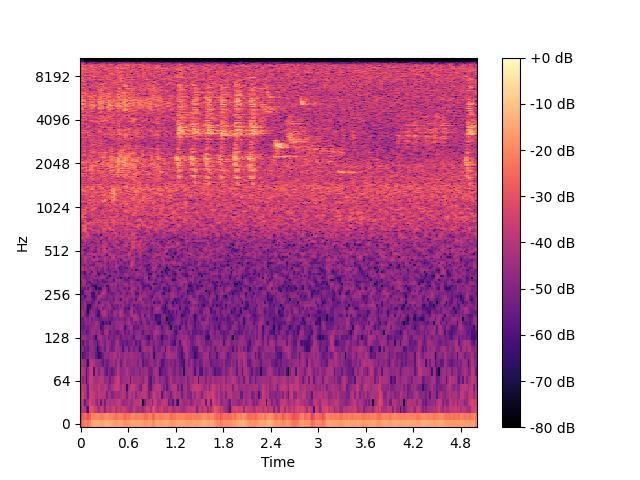 8192
4096
2048
1024
512
256
128
64
0
Hz
0 0.6 1.2 1.8 2.4 3 3.6 4.2 4.8
Time
+0 dB
-10 dB
-20 dB
-30 dB
-40 dB
-50 dB
-60 dB
-70 dB
-80 dB